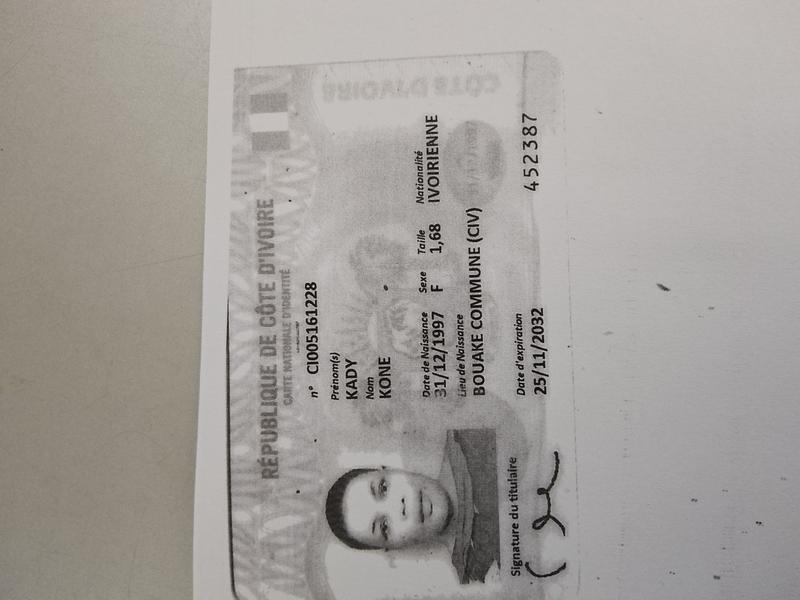 RÉPUBLIQUE DE CÔTE D'IVOIRE
CARTE NATIONALE D'IDENTITÉ
n° CI005161228
Prénom(s)
KADY
Nom
KONE
Date de Naissance Sexe Taille Nationalité
31/12/1997 F 1,68 IVOIRIENNE
Lieu de Naissance
BOUAKE COMMUNE (CIV)
Date d'expiration
25/11/2032
452387
Signature du titulaire
CÔTE D'IVOIRE